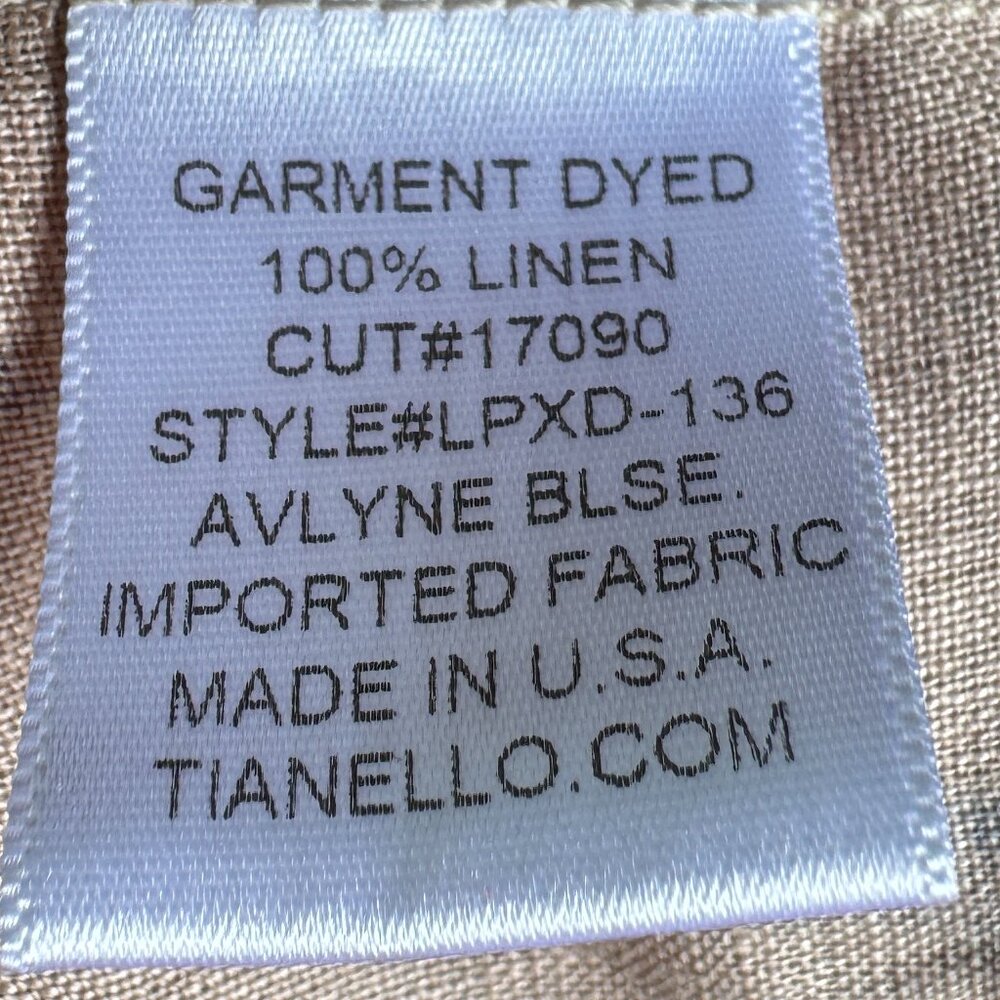 GARMENT DYED
100% LINEN
CUT#17090
STYLE#LPXD-136
AVLYNE BLSE.
IMPORTED FABRIC
MADE IN U.S.A.
TIANELLO.COM